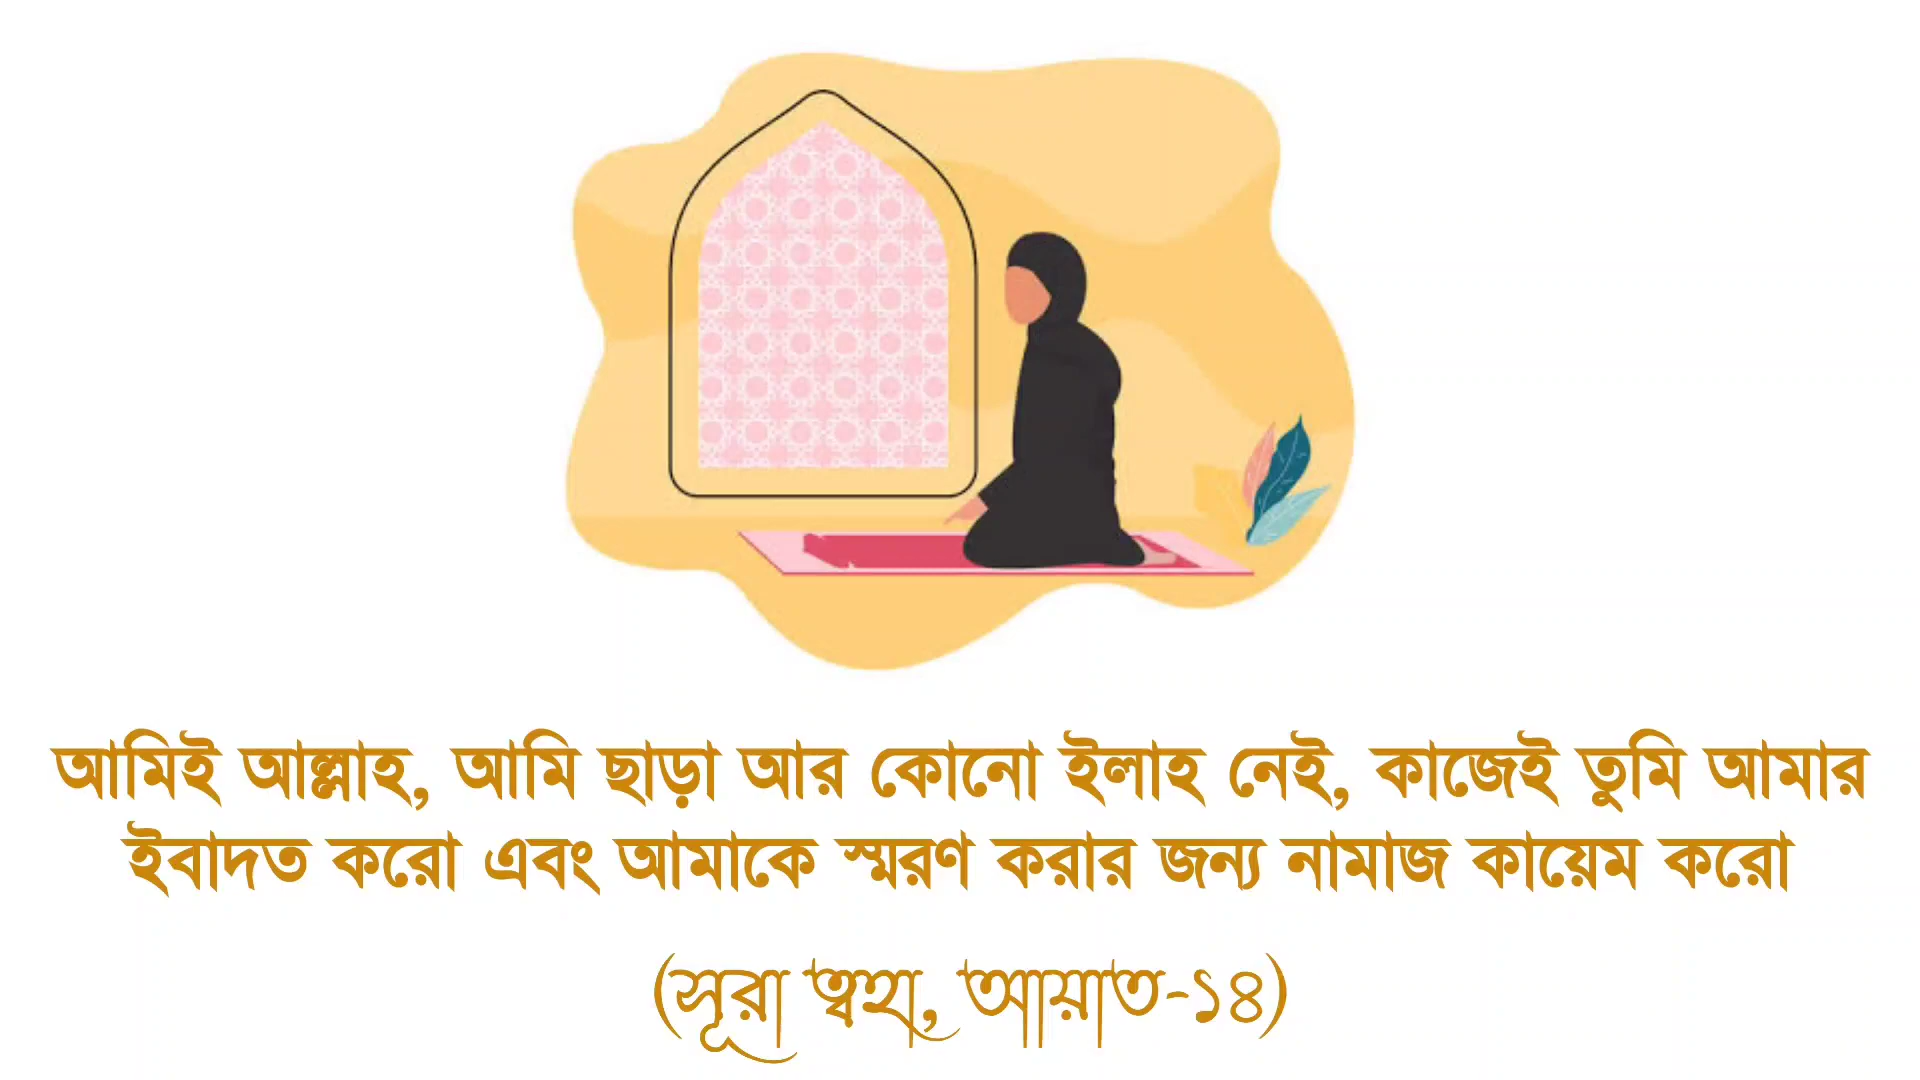 আমিই আল্লাহ, আমি ছাড়া আর কোনো ইলাহ নেই, কাজেই তুমি আমার
ইবাদত করো এবং আমাকে স্মরণ করার জন্য নামাজ কায়েম করো
(সূরা ত্বহা, আয়াত-১৪)